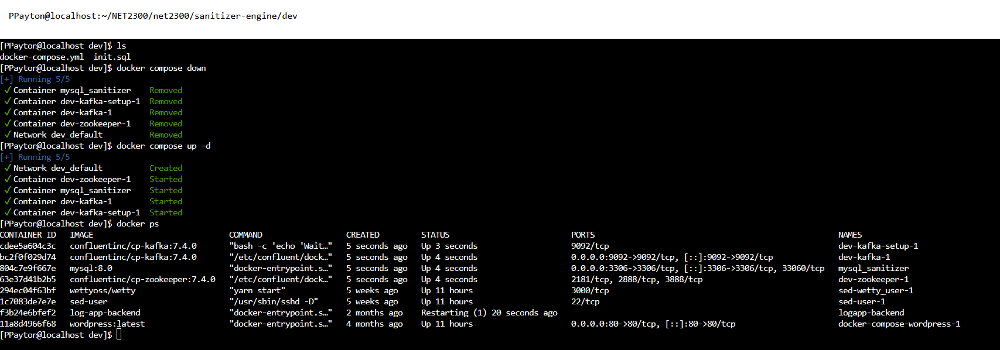 PPayton@localhost:~/NET2300/net2300/sanitizer-engine/dev
[PPayton@localhost dev]$ ls
docker-compose.yml  init.sql
[PPayton@localhost dev]$ docker compose down
[+] Running 5/5
 ✓ Container mysql_sanitizer    Removed
 ✓ Container dev-kafka-setup-1  Removed
 ✓ Container dev-kafka-1        Removed
 ✓ Container dev-zookeeper-1    Removed
 ✓ Network dev_default          Removed
[PPayton@localhost dev]$ docker compose up -d
[+] Running 5/5
 ✓ Network dev_default          Created
 ✓ Container dev-zookeeper-1    Started
 ✓ Container mysql_sanitizer    Started
 ✓ Container dev-kafka-1        Started
 ✓ Container dev-kafka-setup-1  Started
[PPayton@localhost dev]$ docker ps
CONTAINER ID   IMAGE                             COMMAND                  CREATED         STATUS                          PORTS                                                    NAMES
cdee5a604c3c   confluentinc/cp-kafka:7.4.0       "bash -c 'echo 'Wait…"   5 seconds ago   Up 3 seconds                    9092/tcp                                                 dev-kafka-setup-1
bc2f0f029d74   confluentinc/cp-kafka:7.4.0       "/etc/confluent/dock…"   5 seconds ago   Up 4 seconds                    0.0.0.0:9092->9092/tcp, [::]:9092->9092/tcp              dev-kafka-1
804c7e9f667e   mysql:8.0                         "docker-entrypoint.s…"   5 seconds ago   Up 4 seconds                    0.0.0.0:3306->3306/tcp, [::]:3306->3306/tcp, 33060/tcp   mysql_sanitizer
63e37d41b2b5   confluentinc/cp-zookeeper:7.4.0   "/etc/confluent/dock…"   5 seconds ago   Up 4 seconds                    2181/tcp, 2888/tcp, 3888/tcp                             dev-zookeeper-1
294ec04f63bf   wettyoss/wetty                    "yarn start"             5 weeks ago     Up 11 hours                     3000/tcp                                                 sed-wetty_user-1
1c7083de7e7e   sed-user                          "/usr/sbin/sshd -D"      5 weeks ago     Up 11 hours                     22/tcp                                                   sed-user-1
f3b24e6bfef2   log-app-backend                   "docker-entrypoint.s…"   2 months ago    Restarting (1) 20 seconds ago                                                            logapp-backend
11a8d4966f68   wordpress:latest                  "docker-entrypoint.s…"   4 months ago    Up 11 hours                     0.0.0.0:80->80/tcp, [::]:80->80/tcp                      docker-compose-wordpress-1
[PPayton@localhost dev]$